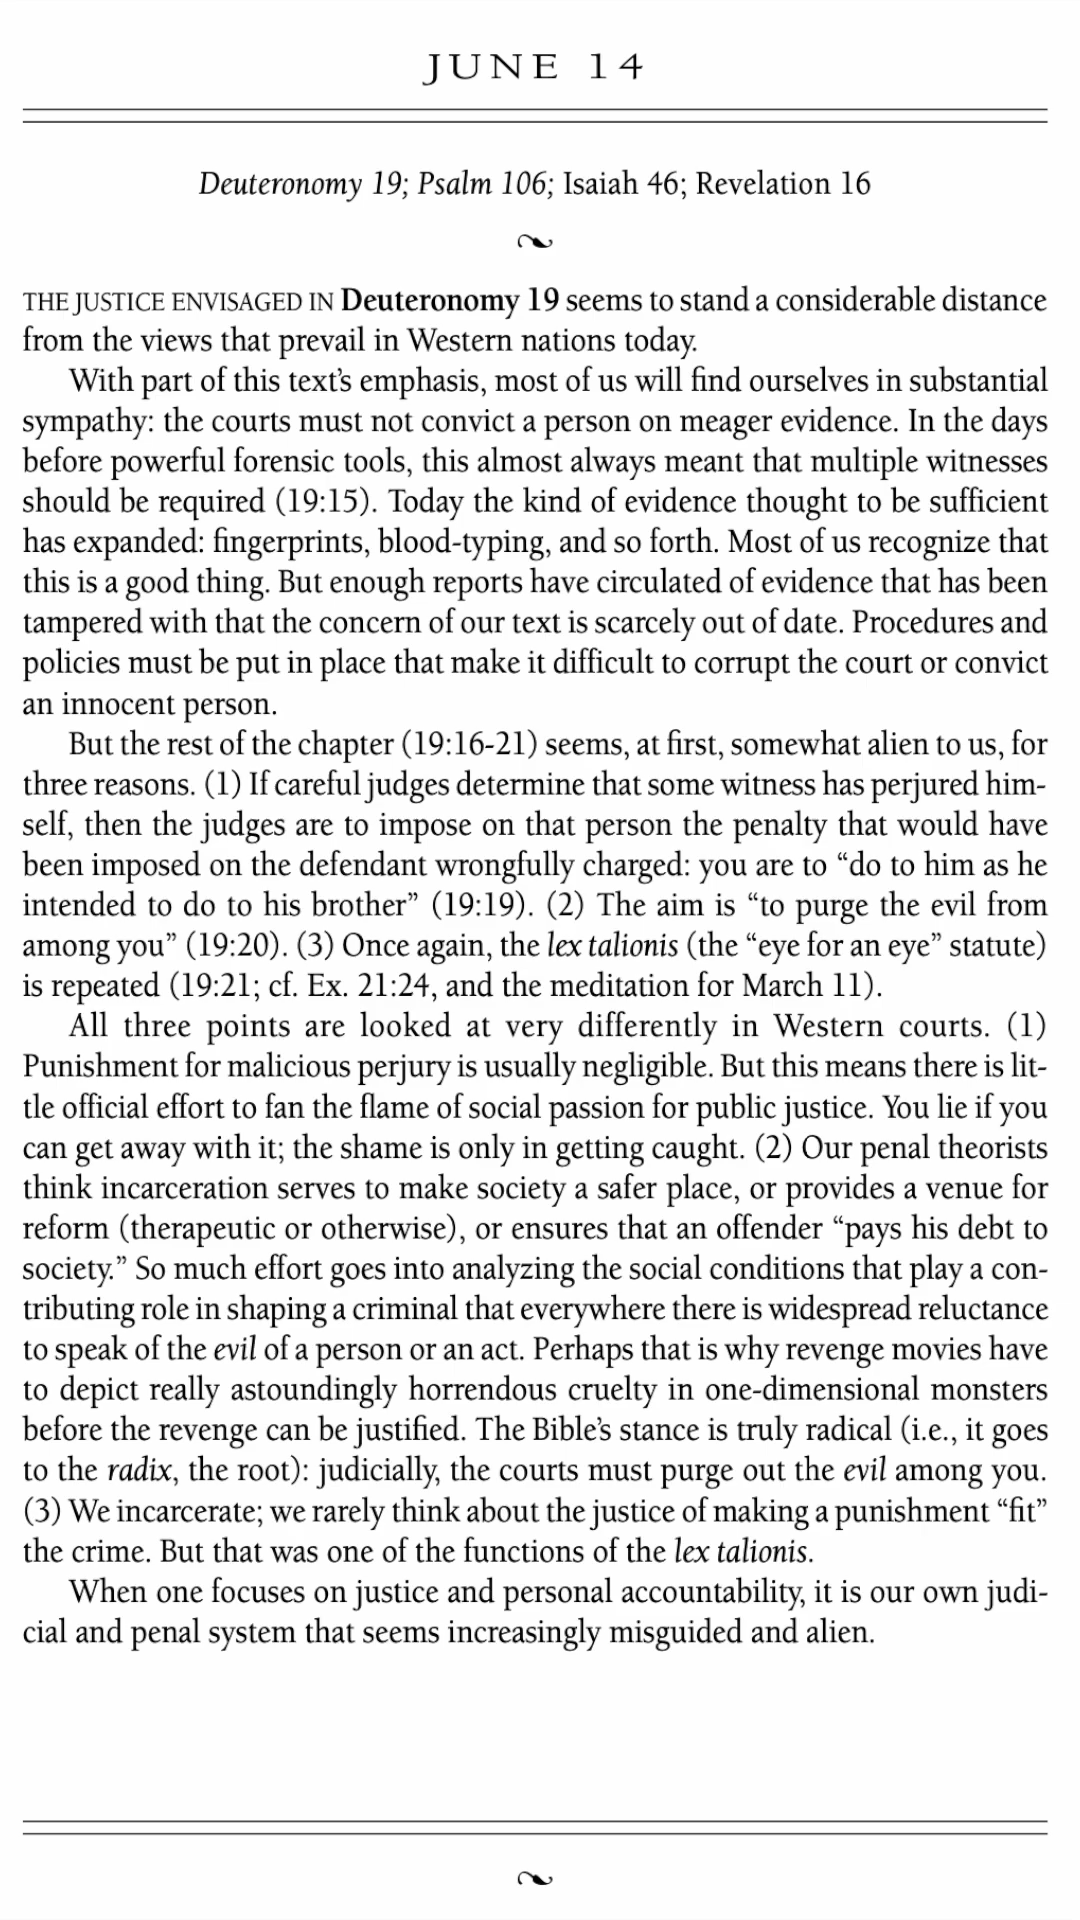 JUNE 14
Deuteronomy 19; Psalm 106; Isaiah 46; Revelation 16
THE JUSTICE ENVISAGED IN Deuteronomy 19 seems to stand a considerable distance
from the views that prevail in Western nations today.
With part of this text’s emphasis, most of us will find ourselves in substantial
sympathy: the courts must not convict a person on meager evidence. In the days
before powerful forensic tools, this almost always meant that multiple witnesses
should be required (19:15). Today the kind of evidence thought to be sufficient
has expanded: fingerprints, blood-typing, and so forth. Most of us recognize that
this is a good thing. But enough reports have circulated of evidence that has been
tampered with that the concern of our text is scarcely out of date. Procedures and
policies must be put in place that make it difficult to corrupt the court or convict
an innocent person.
But the rest of the chapter (19:16-21) seems, at first, somewhat alien to us, for
three reasons. (1) If careful judges determine that some witness has perjured him-
self, then the judges are to impose on that person the penalty that would have
been imposed on the defendant wrongfully charged: you are to “do to him as he
intended to do to his brother” (19:19). (2) The aim is “to purge the evil from
among you” (19:20). (3) Once again, the lex talionis (the “eye for an eye” statute)
is repeated (19:21; cf. Ex. 21:24, and the meditation for March 11).
All three points are looked at very differently in Western courts. (1)
Punishment for malicious perjury is usually negligible. But this means there is lit-
tle official effort to fan the flame of social passion for public justice. You lie if you
can get away with it; the shame is only in getting caught. (2) Our penal theorists
think incarceration serves to make society a safer place, or provides a venue for
reform (therapeutic or otherwise), or ensures that an offender “pays his debt to
society.” So much effort goes into analyzing the social conditions that play a con-
tributing role in shaping a criminal that everywhere there is widespread reluctance
to speak of the evil of a person or an act. Perhaps that is why revenge movies have
to depict really astoundingly horrendous cruelty in one-dimensional monsters
before the revenge can be justified. The Bible’s stance is truly radical (i.e., it goes
to the radix, the root): judicially, the courts must purge out the evil among you.
(3) We incarcerate; we rarely think about the justice of making a punishment “fit”
the crime. But that was one of the functions of the lex talionis.
When one focuses on justice and personal accountability, it is our own judi-
cial and penal system that seems increasingly misguided and alien.